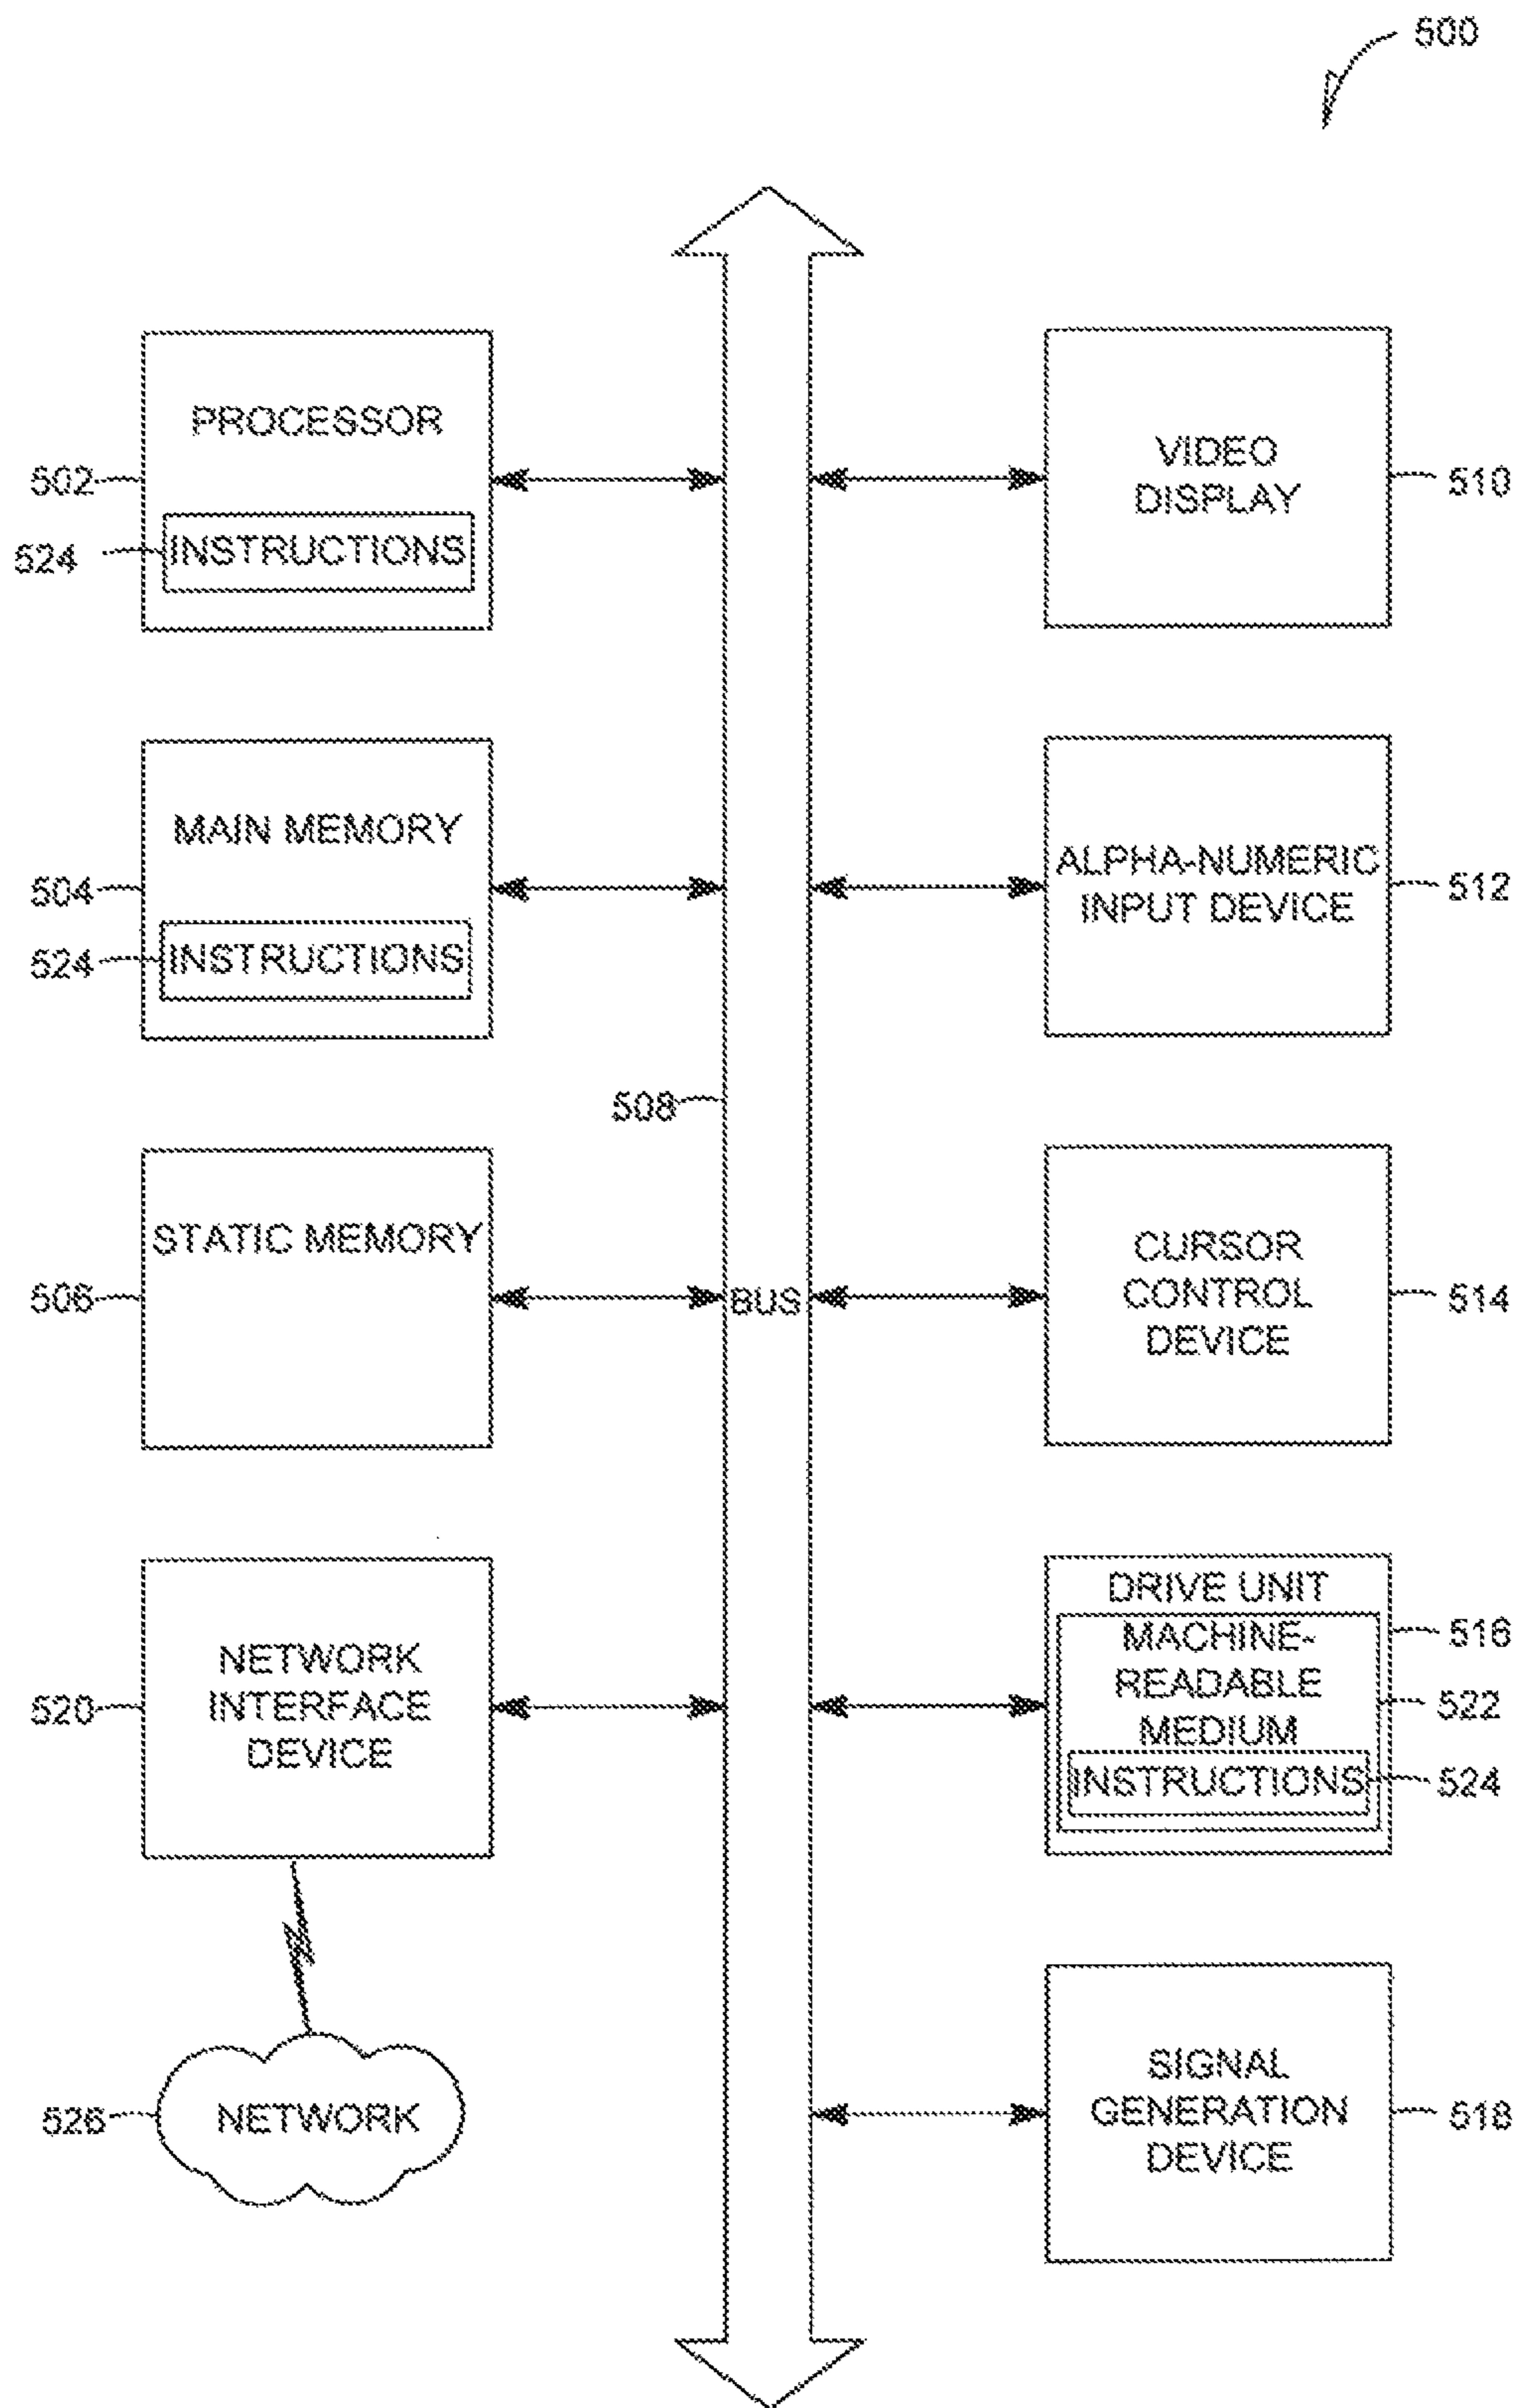 500
PROCESSOR
502
524
INSTRUCTIONS
VIDEO
DISPLAY
510
MAIN MEMORY
504
524
INSTRUCTIONS
ALPHA-NUMERIC
INPUT DEVICE
512
508
STATIC MEMORY
506
BUS
CURSOR
CONTROL
DEVICE
514
NETWORK
INTERFACE
DEVICE
520
DRIVE UNIT
516
MACHINE-
READABLE
MEDIUM
522
INSTRUCTIONS
524
526
NETWORK
SIGNAL
GENERATION
DEVICE
518